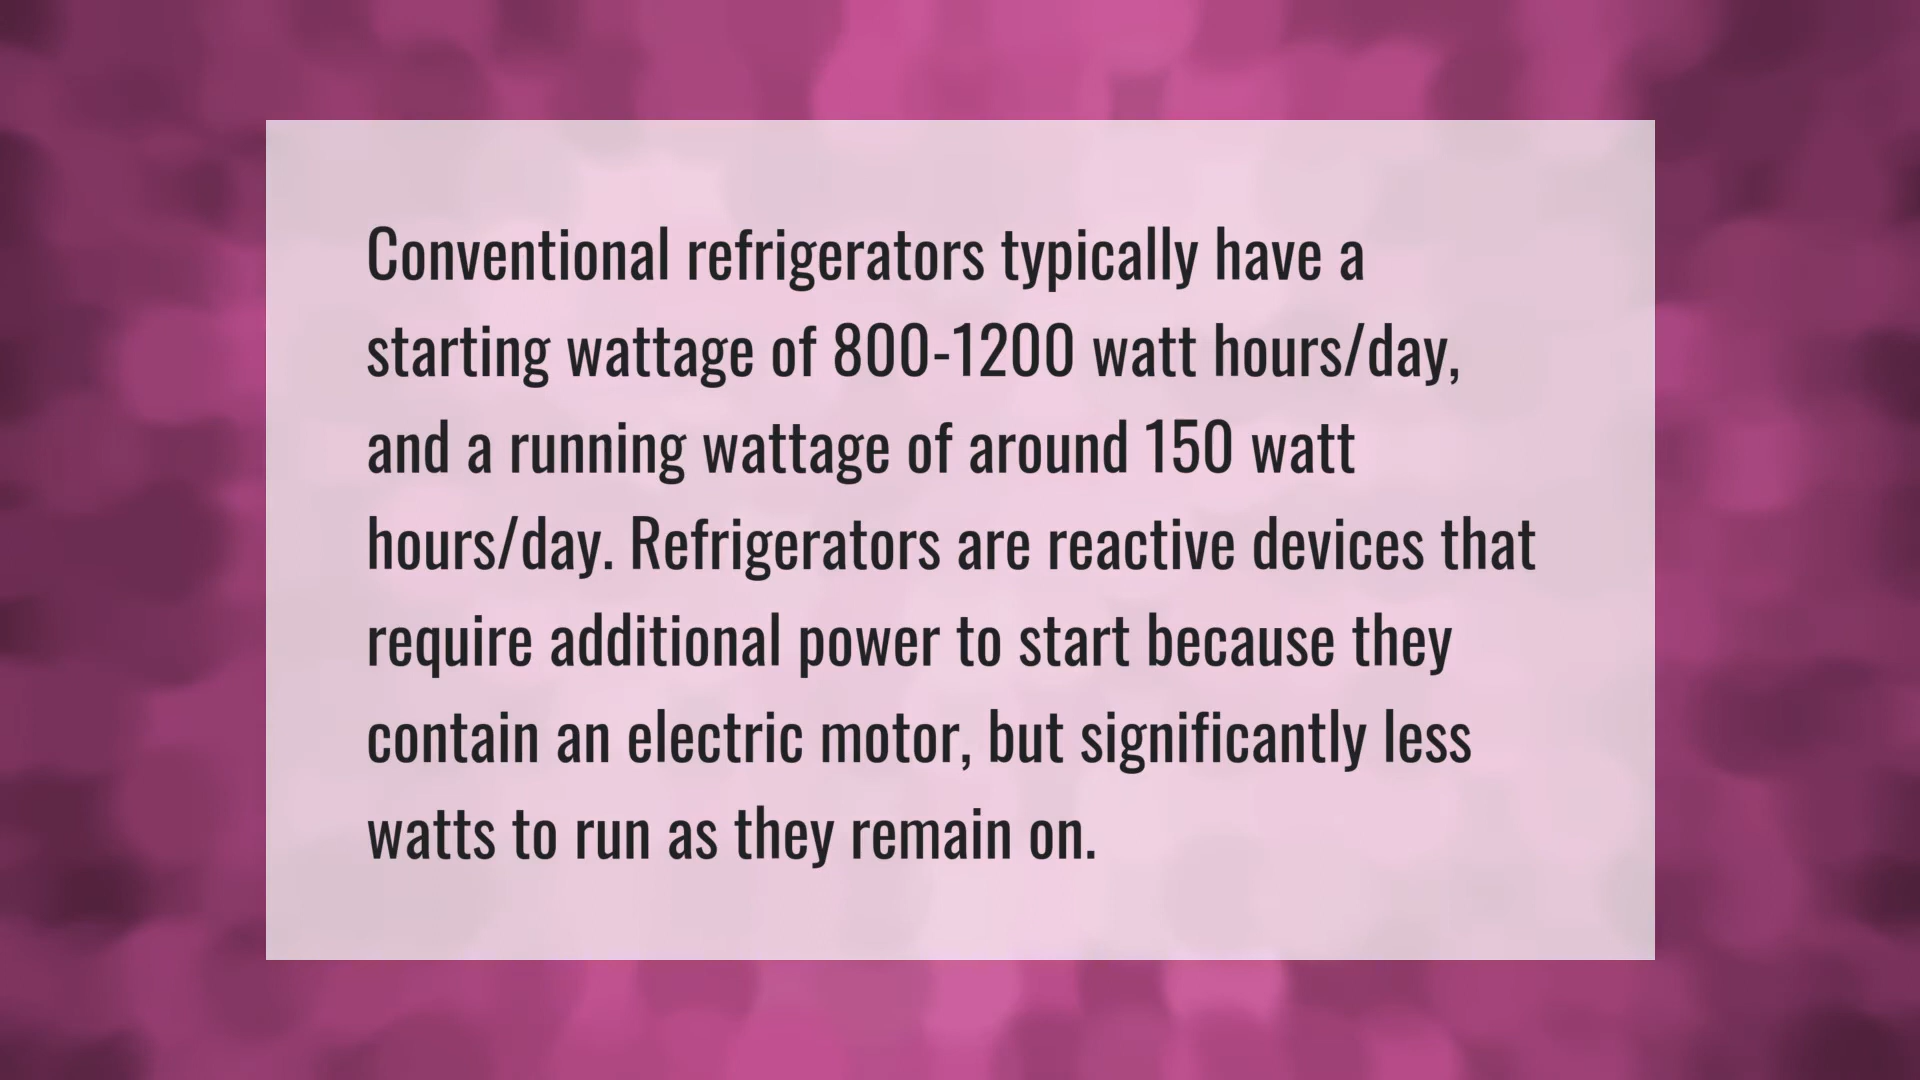 Conventional refrigerators typically have a
starting wattage of 800-1200 watt hours/day,
and a running wattage of around 150 watt
hours/day. Refrigerators are reactive devices that
require additional power to start because they
contain an electric motor, but significantly less
watts to run as they remain on.